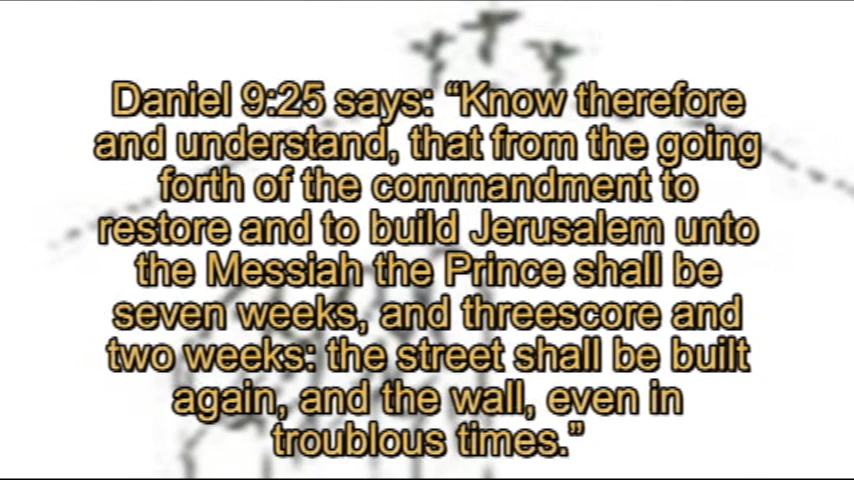 Daniel 9:25 says: “Know therefore
and understand, that from the going
forth of the commandment to
restore and to build Jerusalem unto
the Messiah the Prince shall be
seven weeks, and threescore and
two weeks: the street shall be built
again, and the wall, even in
troublous times.”